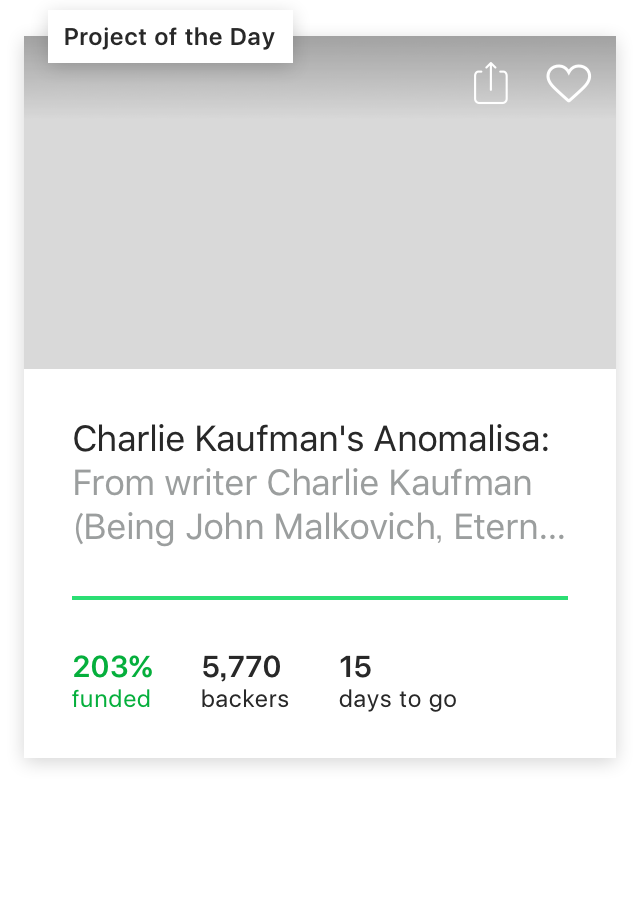 Project of the Day
Charlie Kaufman's Anomalisa:
From writer Charlie Kaufman
(Being John Malkovich, Etern...
203% 5,770 15
funded backers days to go